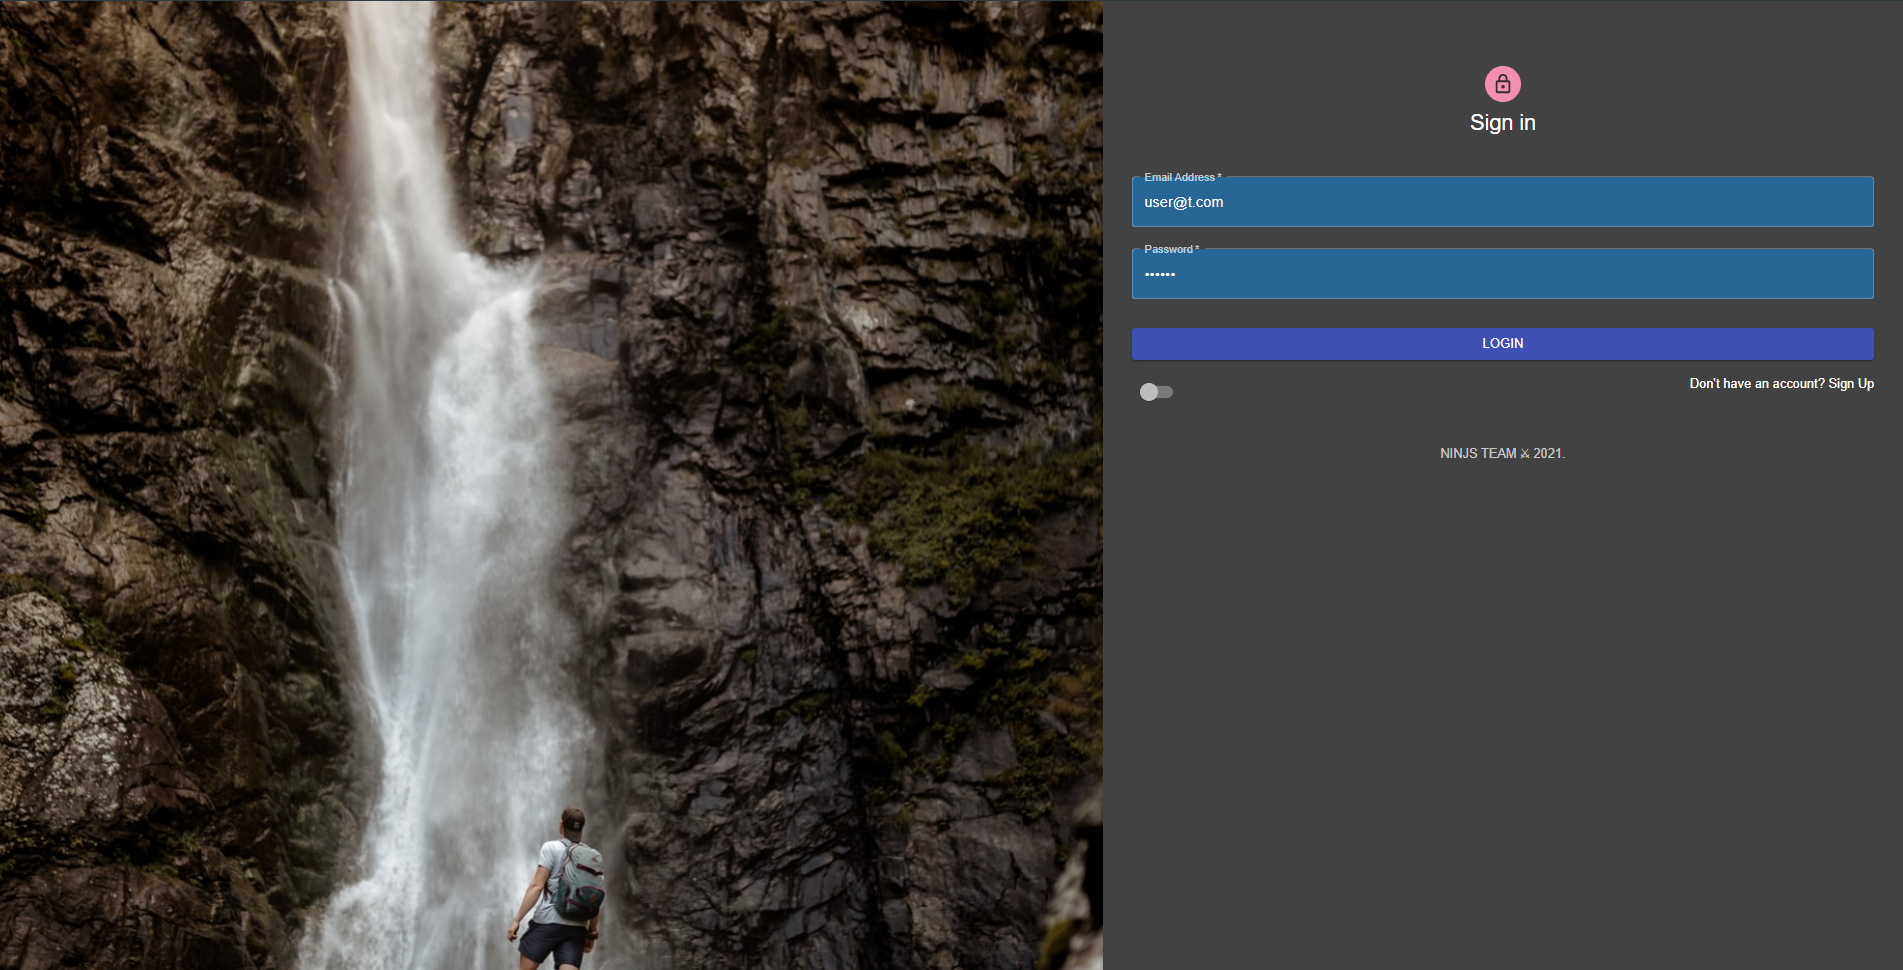 Sign in
Email Address *
user@t.com
Password *
••••••
LOGIN
Don't have an account? Sign Up
NINJS TEAM ⚔ 2021.